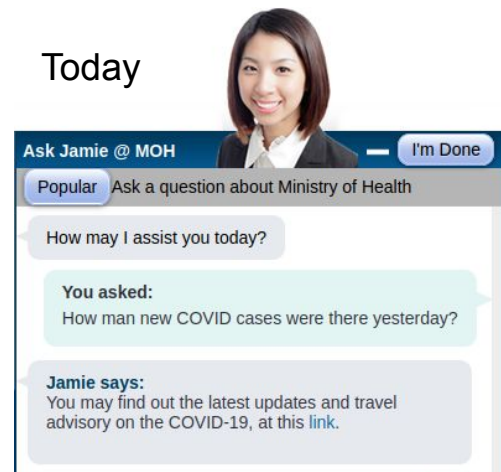 Today
Ask Jamie @ MOH
I'm Done
Popular Ask a question about Ministry of Health
How may I assist you today?
You asked:
How man new COVID cases were there yesterday?
Jamie says:
You may find out the latest updates and travel
advisory on the COVID-19, at this link.